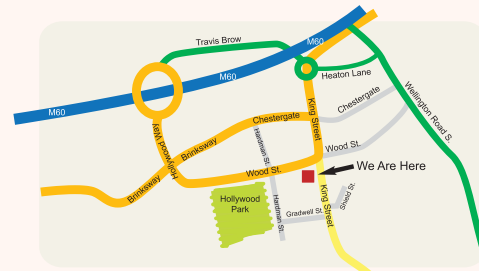 Travis Brow
M60
M60
M60
Heaton Lane
Chestergate
Wellington Road S.
King Street
Chestergate
Hollywood Way
Brinksway
Hardman St.
Wood St.
Wood St.
We Are Here
Brinksway
Hollywood
Park
Hardman St.
Gradwell St.
Shield St.
King Street